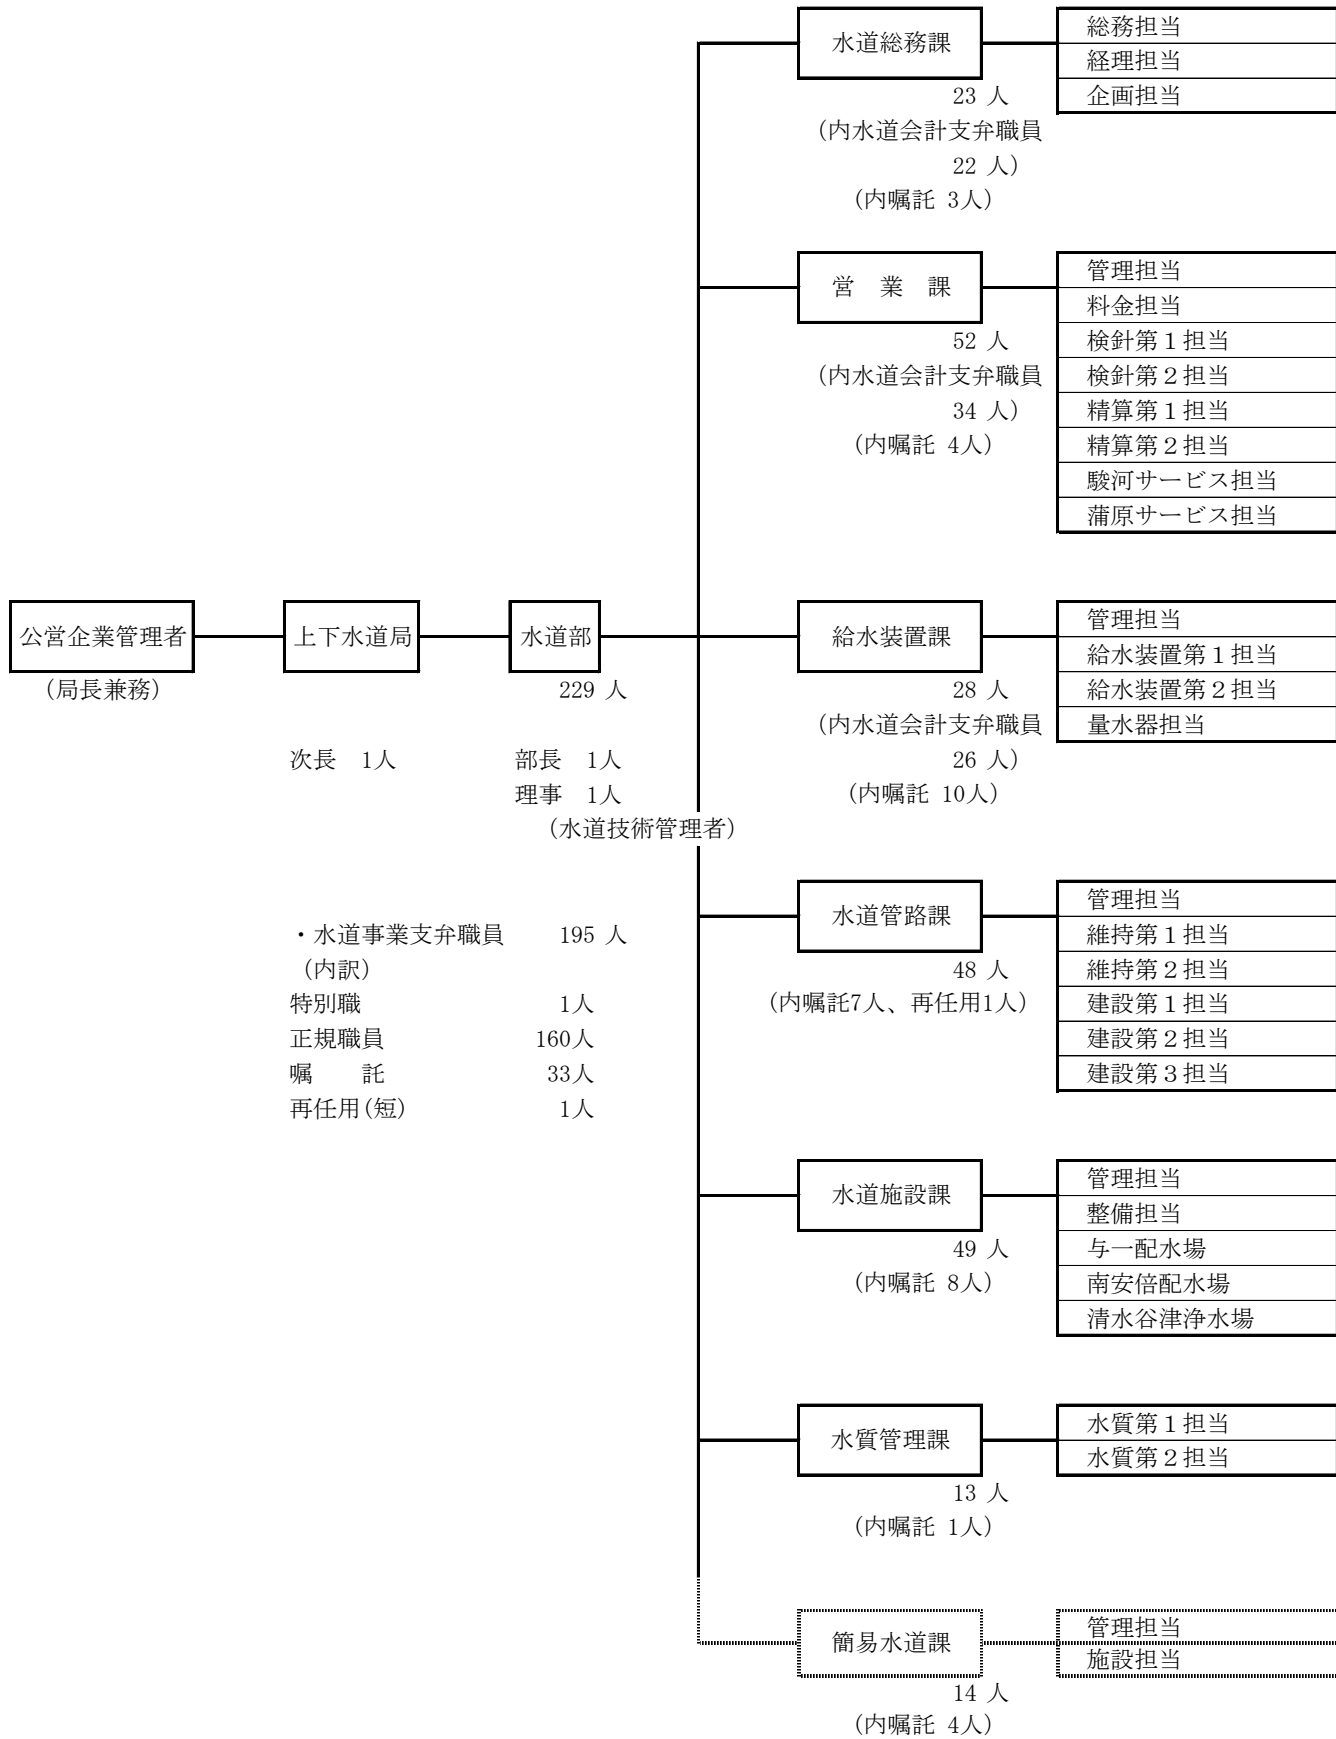 水道総務課
23 人
(内水道会計支弁職員
22 人)
(内嘱託 3人)
総務担当
経理担当
企画担当
営　業　課
52 人
(内水道会計支弁職員
34 人)
(内嘱託 4人)
管理担当
料金担当
検針第１担当
検針第２担当
精算第１担当
精算第２担当
駿河サービス担当
蒲原サービス担当
公営企業管理者
(局長兼務)
上下水道局
次長　1人
水道部
229 人
部長　1人
理事　1人
(水道技術管理者)
・水道事業支弁職員　195 人
(内訳)
特別職　1人
正規職員　160人
嘱　　託　33人
再任用(短)　1人
給水装置課
28 人
(内水道会計支弁職員
26 人)
(内嘱託 10人)
管理担当
給水装置第１担当
給水装置第２担当
量水器担当
水道管路課
48 人
(内嘱託7人、再任用1人)
管理担当
維持第１担当
維持第２担当
建設第１担当
建設第２担当
建設第３担当
水道施設課
49 人
(内嘱託 8人)
管理担当
整備担当
与一配水場
南安倍配水場
清水谷津浄水場
水質管理課
13 人
(内嘱託 1人)
水質第１担当
水質第２担当
簡易水道課
14 人
(内嘱託 4人)
管理担当
施設担当